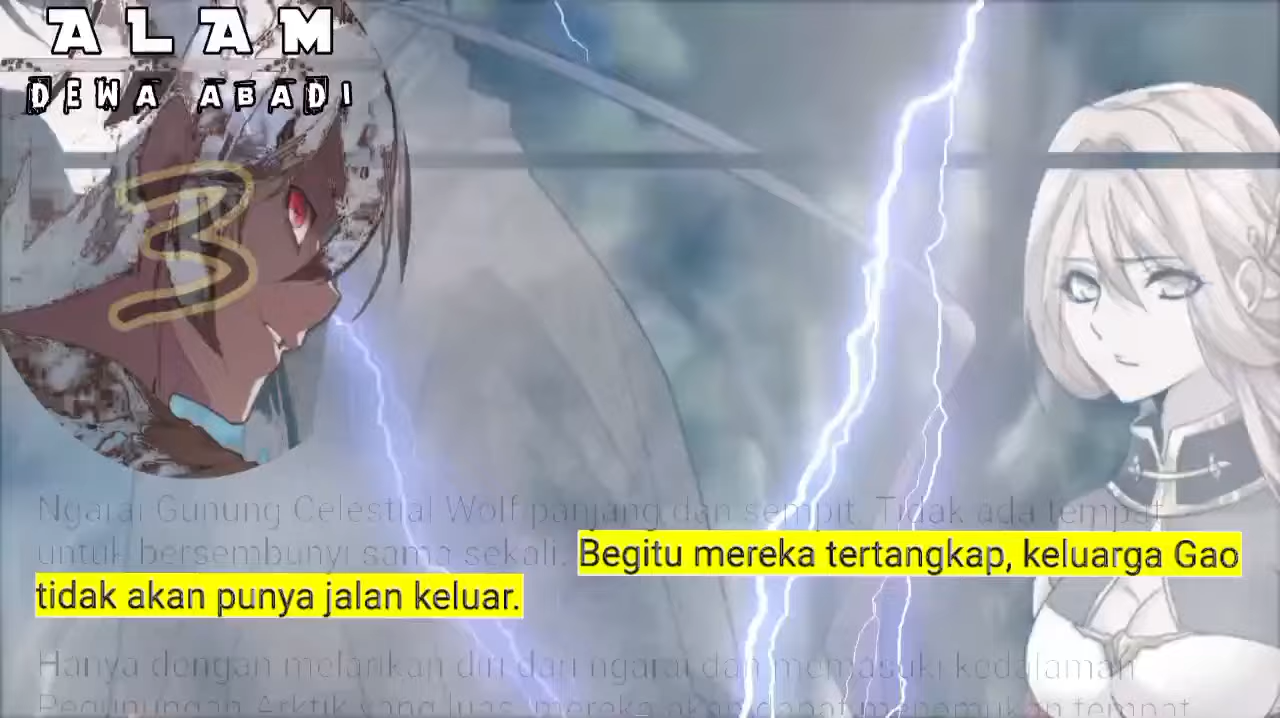 ALAM
DEWA ABADI
3
Ngarai Gunung Celestial Wolf panjang dan sempit. Tidak ada tempat
untuk bersembunyi sama sekali. Begitu mereka tertangkap, keluarga Gao
tidak akan punya jalan keluar.
Hanya dengan melarikan diri dari ngarai dan memasuki kedalaman
Pegunungan Arktik yang luas, mereka akan dapat menemukan tempat